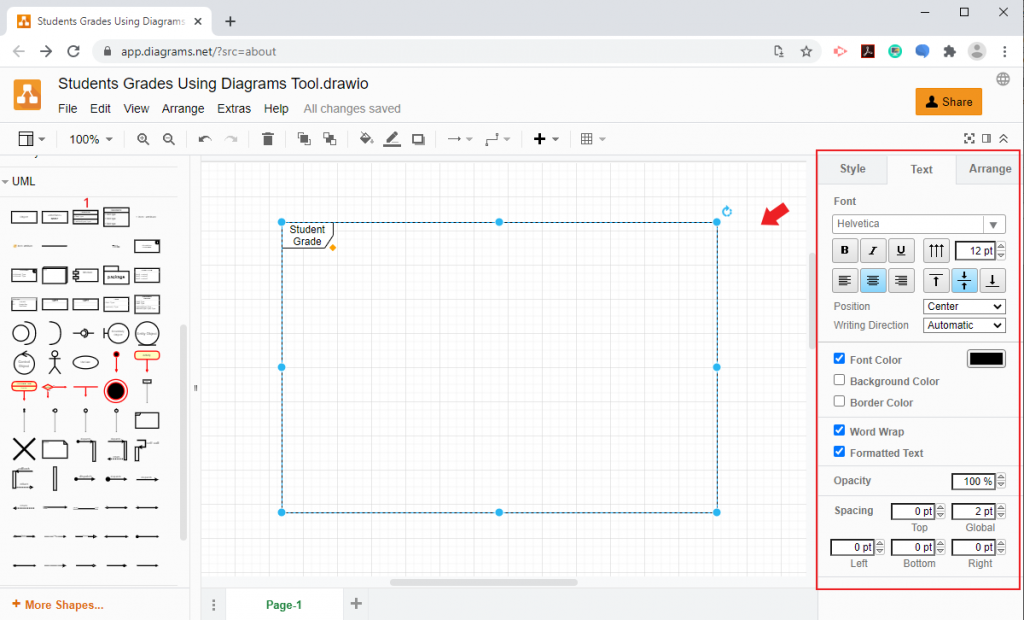 Students Grades Using Diagrams
app.diagrams.net/?src=about
Students Grades Using Diagrams Tool.drawio
File Edit View Arrange Extras Help All changes saved
Share
100%
UML
1
package
More Shapes...
Student
Grade
Page-1
Style Text Arrange
Font
Helvetica
B I U 12 pt
Position Center
Writing Direction Automatic
Font Color
Background Color
Border Color
Word Wrap
Formatted Text
Opacity 100 %
Spacing 0 pt 2 pt
Top Global
0 pt 0 pt 0 pt
Left Bottom Right